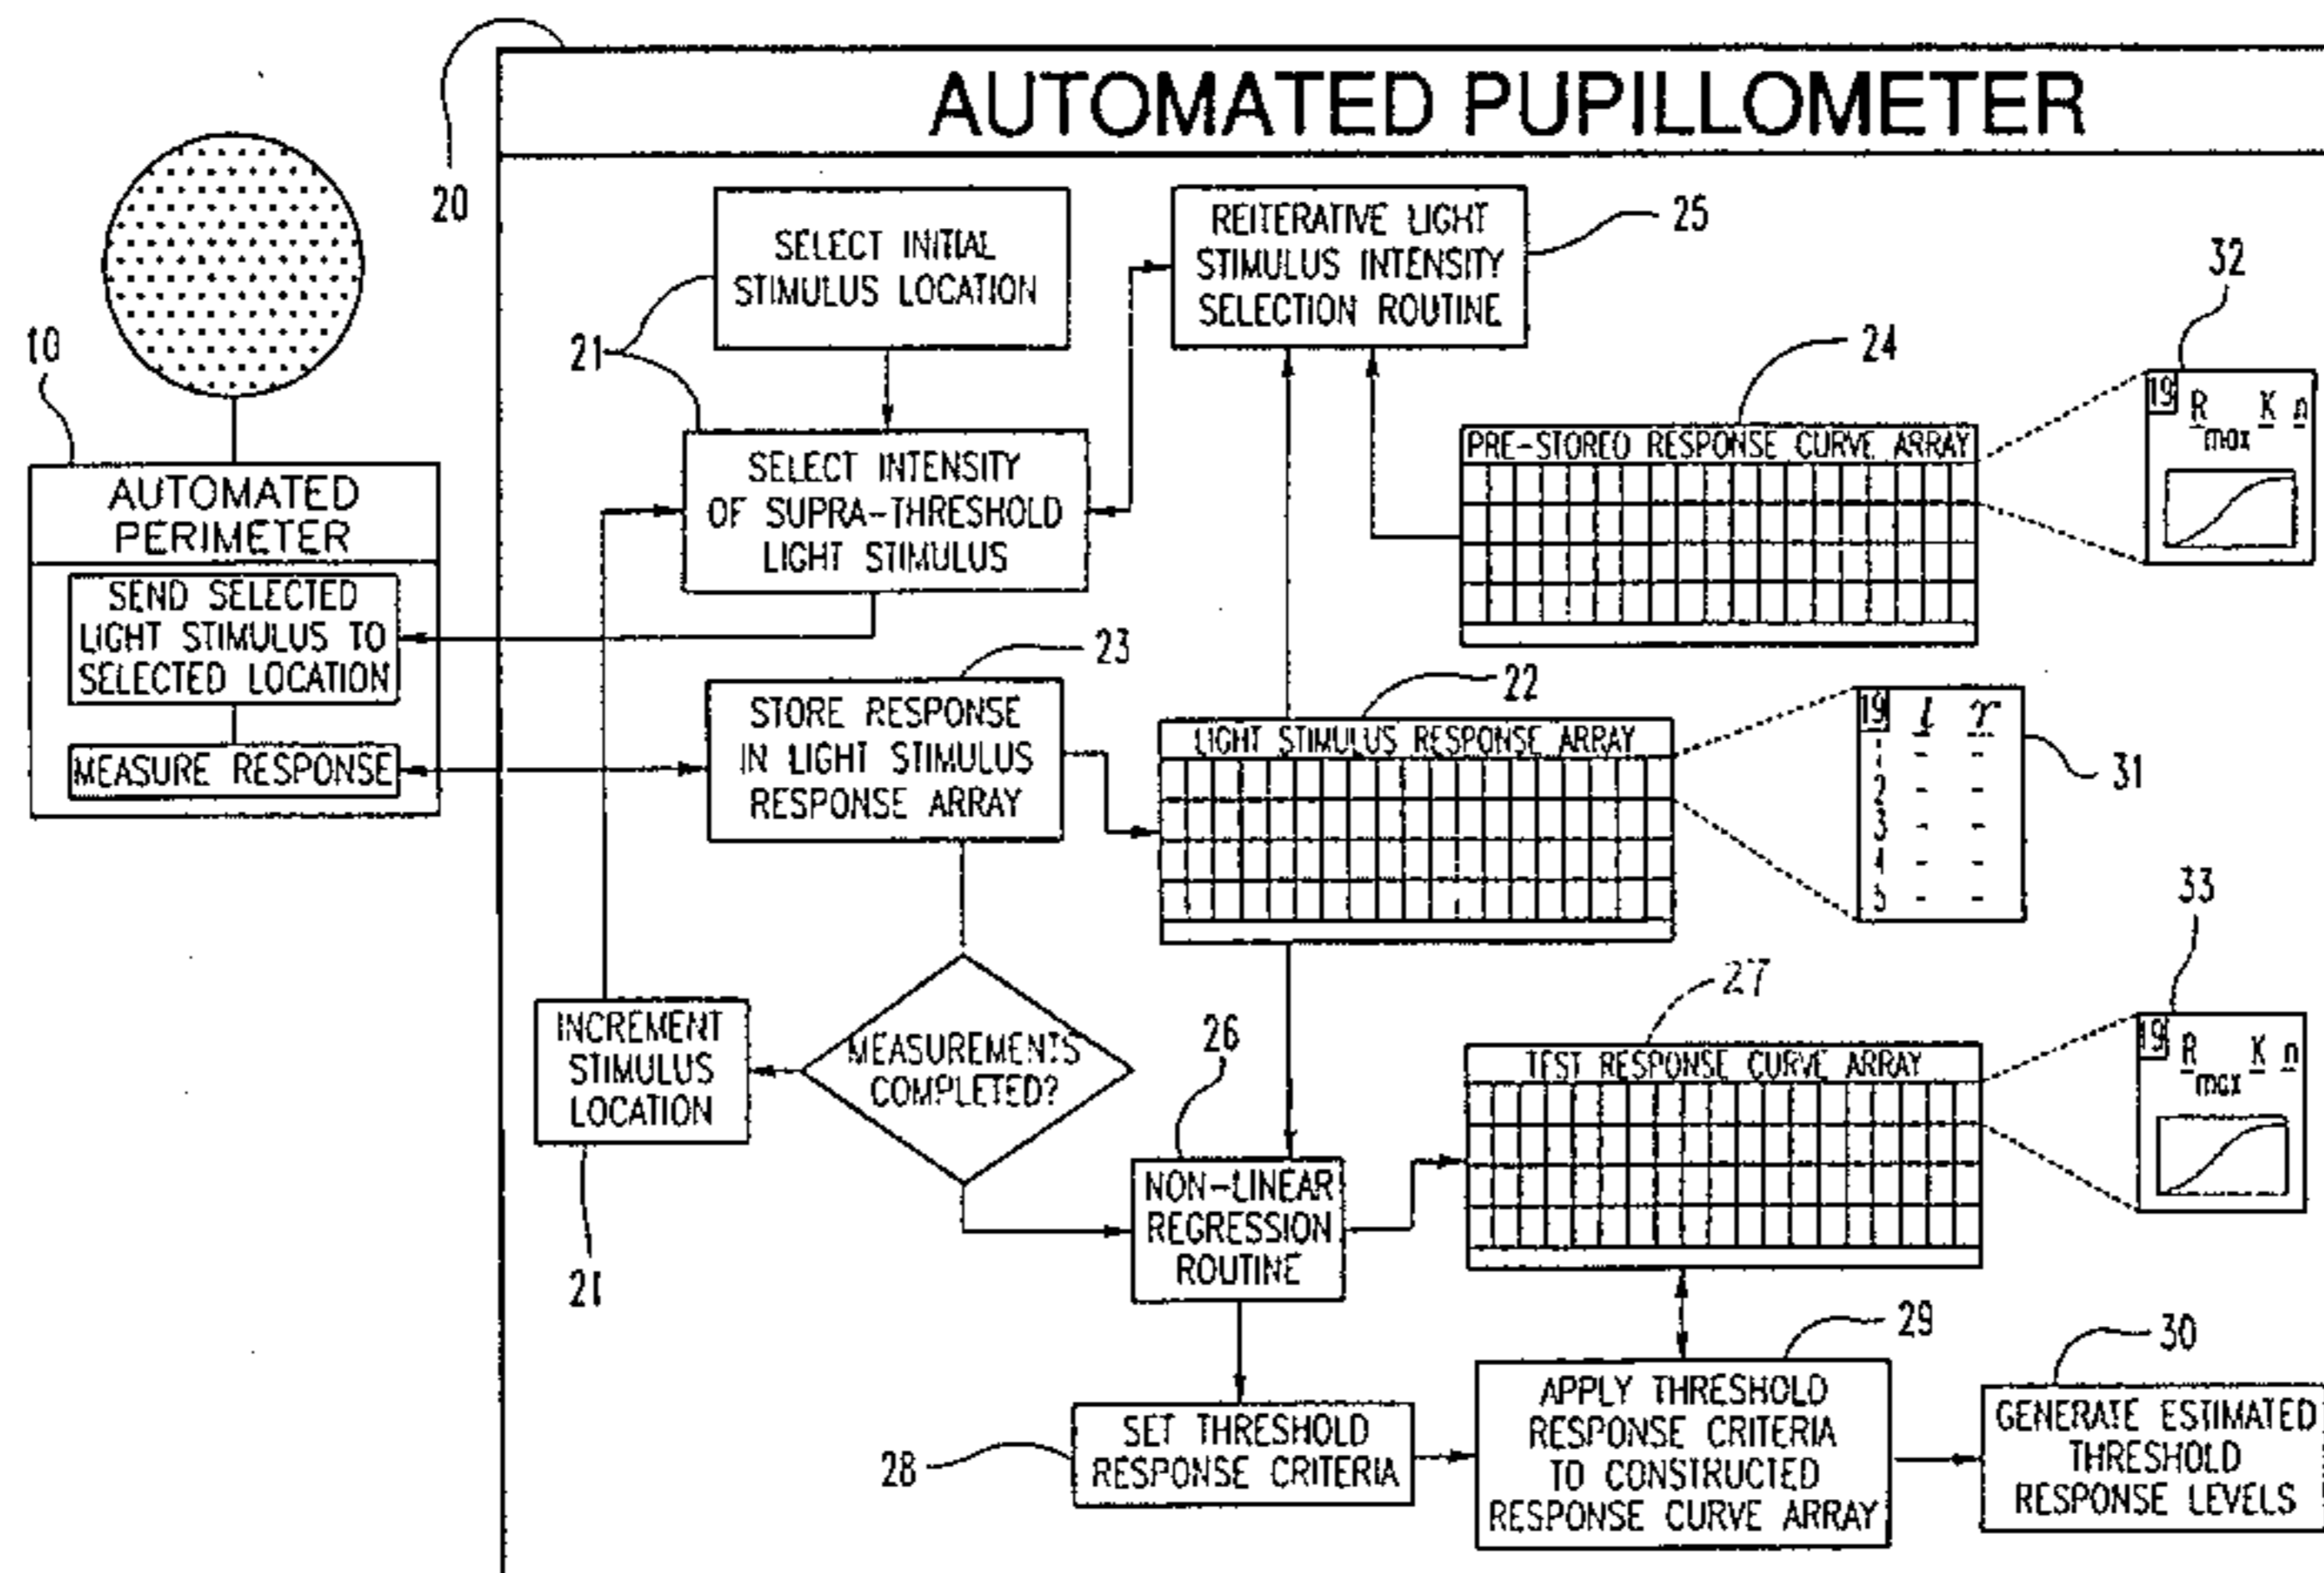 AUTOMATED PUPILLOMETER
20
10
AUTOMATED
PERIMETER
SEND SELECTED
LIGHT STIMULUS TO
SELECTED LOCATION
MEASURE RESPONSE
SELECT INITIAL
STIMULUS LOCATION
21
SELECT INTENSITY
OF SUPRA-THRESHOLD
LIGHT STIMULUS
REITERATIVE LIGHT
STIMULUS INTENSITY
SELECTION ROUTINE
25
24
PRE-STORED RESPONSE CURVE ARRAY
32
19 R max K n
23
STORE RESPONSE
IN LIGHT STIMULUS
RESPONSE ARRAY
22
LIGHT STIMULUS RESPONSE ARRAY
31
19 l r
1 - -
2 - -
3 - -
4 - -
5 - -
INCREMENT
STIMULUS
LOCATION
21
MEASUREMENTS
COMPLETED?
26
NON-LINEAR
REGRESSION
ROUTINE
27
TEST RESPONSE CURVE ARRAY
33
19 R max K n
28
SET THRESHOLD
RESPONSE CRITERIA
29
APPLY THRESHOLD
RESPONSE CRITERIA
TO CONSTRUCTED
RESPONSE CURVE ARRAY
30
GENERATE ESTIMATED
THRESHOLD
RESPONSE LEVELS